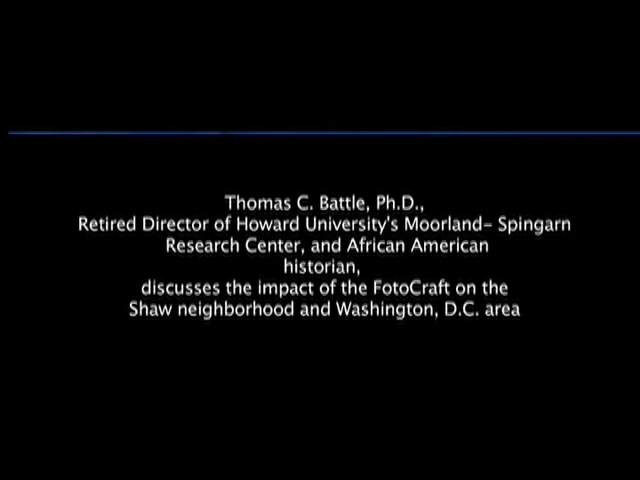 Thomas C. Battle, Ph.D.,
Retired Director of Howard University's Moorland- Spingarn
Research Center, and African American
historian,
discusses the impact of the FotoCraft on the
Shaw neighborhood and Washington, D.C. area